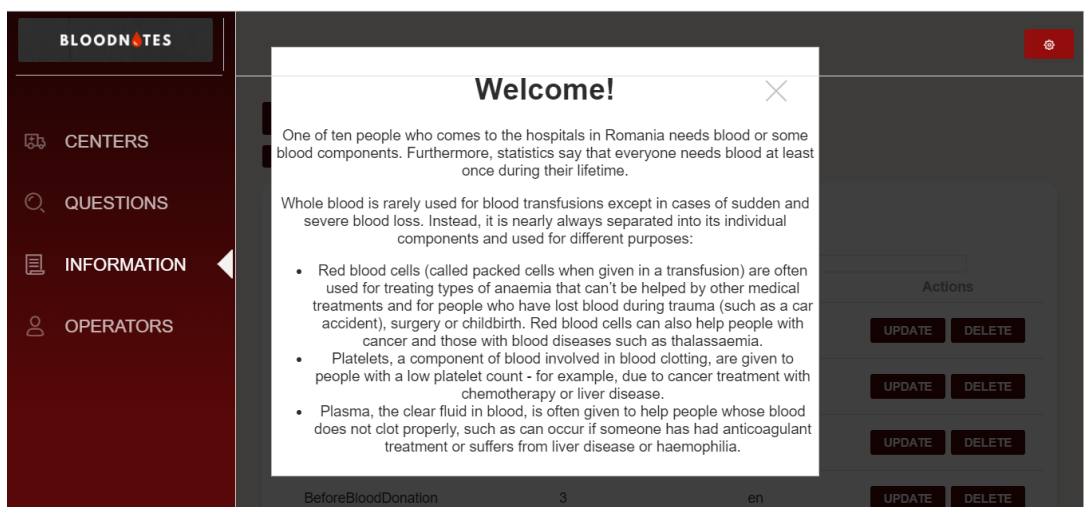 BLOODNOTES
CENTERS
QUESTIONS
INFORMATION
OPERATORS
Welcome!
One of ten people who comes to the hospitals in Romania needs blood or some
blood components. Furthermore, statistics say that everyone needs blood at least
once during their lifetime.
Whole blood is rarely used for blood transfusions except in cases of sudden and
severe blood loss. Instead, it is nearly always separated into its individual
components and used for different purposes:
• Red blood cells (called packed cells when given in a transfusion) are often
used for treating types of anaemia that can't be helped by other medical
treatments and for people who have lost blood during trauma (such as a car
accident), surgery or childbirth. Red blood cells can also help people with
cancer and those with blood diseases such as thalassaemia.
• Platelets, a component of blood involved in blood clotting, are given to
people with a low platelet count - for example, due to cancer treatment with
chemotherapy or liver disease.
• Plasma, the clear fluid in blood, is often given to help people whose blood
does not clot properly, such as can occur if someone has had anticoagulant
treatment or suffers from liver disease or haemophilia.
Actions
UPDATE DELETE
UPDATE DELETE
UPDATE DELETE
BeforeBloodDonation 3 en UPDATE DELETE